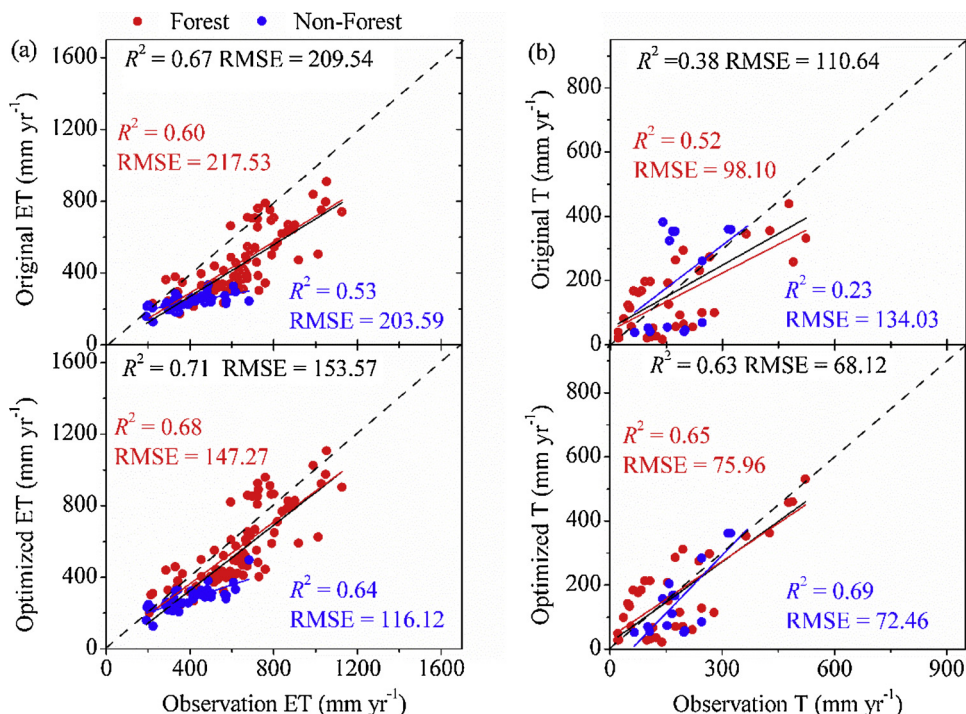 Forest Non-Forest
(a)
Original ET (mm yr-1)
1600
1200
800
400
0
R2 = 0.67 RMSE = 209.54
R2 = 0.60
RMSE = 217.53
R2 = 0.53
RMSE = 203.59
(b)
Original T (mm yr-1)
800
600
400
200
0
R2 =0.38 RMSE = 110.64
R2 = 0.52
RMSE = 98.10
R2 = 0.23
RMSE = 134.03
Optimized ET (mm yr-1)
1600
1200
800
400
0
R2 = 0.71 RMSE = 153.57
R2 = 0.68
RMSE = 147.27
R2 = 0.64
RMSE = 116.12
0 400 800 1200 1600
Observation ET (mm yr-1)
Optimized T (mm yr-1)
800
600
400
200
0
R2 = 0.63 RMSE = 68.12
R2 = 0.65
RMSE = 75.96
R2 = 0.69
RMSE = 72.46
0 300 600 900
Observation T (mm yr-1)